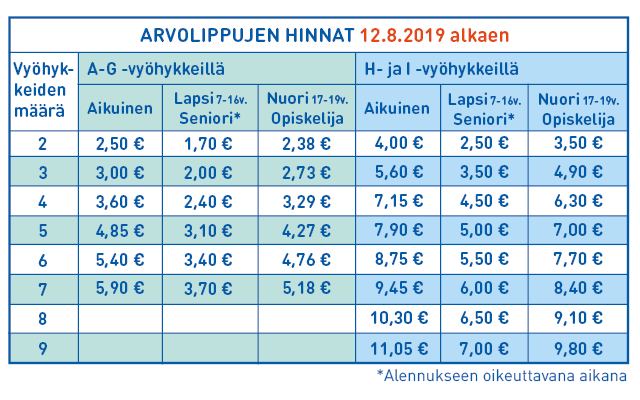 ARVOLIPPUJEN HINNAT 12.8.2019 alkaen
Vyöhyk-
keiden
määrä
A-G -vyöhykkeillä
H- ja I -vyöhykkeillä
Aikuinen
Lapsi 7-16v.
Seniori*
Nuori 17-19v.
Opiskelija
Aikuinen
Lapsi 7-16v.
Seniori*
Nuori 17-19v.
Opiskelija
2 2,50 € 1,70 € 2,38 € 4,00 € 2,50 € 3,50 €
3 3,00 € 2,00 € 2,73 € 5,60 € 3,50 € 4,90 €
4 3,60 € 2,40 € 3,29 € 7,15 € 4,50 € 6,30 €
5 4,85 € 3,10 € 4,27 € 7,90 € 5,00 € 7,00 €
6 5,40 € 3,40 € 4,76 € 8,75 € 5,50 € 7,70 €
7 5,90 € 3,70 € 5,18 € 9,45 € 6,00 € 8,40 €
8 10,30 € 6,50 € 9,10 €
9 11,05 € 7,00 € 9,80 €
*Alennukseen oikeuttavana aikana